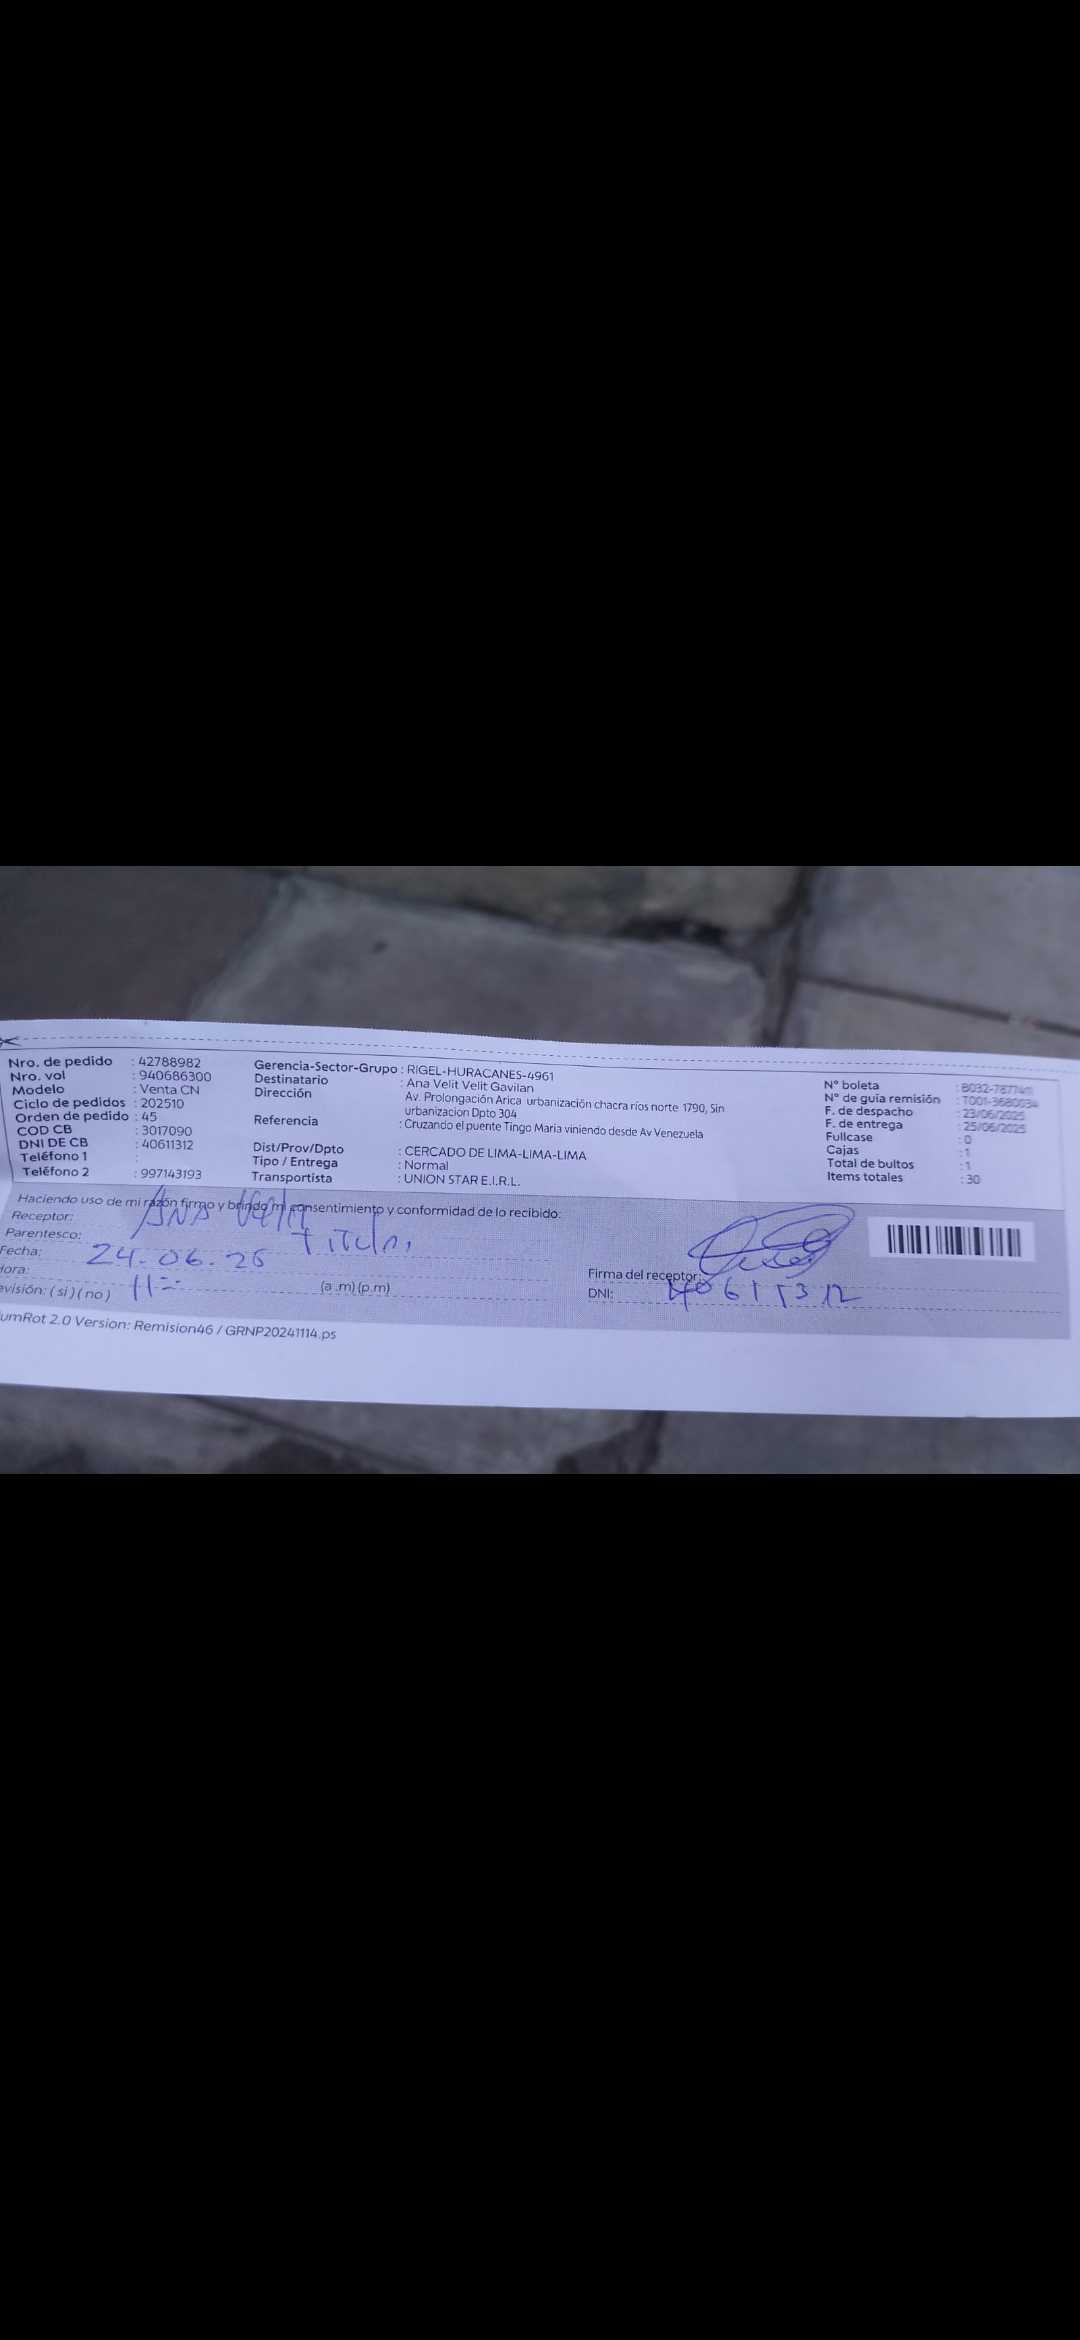 Nro. de pedido : 42788982
Nro. vol : 940686300
Modelo : Venta CN
Ciclo de pedidos : 202510
Orden de pedido : 45
COD CB : 3017090
DNI DE CB : 40611312
Teléfono 1 :
Teléfono 2 : 997143193
Gerencia-Sector-Grupo : RIGEL-HURACANES-4961
Destinatario : Ana Velit Velit Gavilan
Dirección Av. Prolongación Arica urbanización chacra ríos norte 1790, Sin
urbanizacion Dpto 304
Referencia : Cruzando el puente Tingo Maria viniendo desde Av Venezuela
Dist/Prov/Dpto : CERCADO DE LIMA-LIMA-LIMA
Tipo / Entrega : Normal
Transportista : UNION STAR E.I.R.L.
N° boleta
N° de guía remisión : T001-3680034
F. de despacho : 23/06/2025
F. de entrega : 25/06/2025
Fullcase : 0
Cajas : 1
Total de bultos : 1
Items totales : 30
Haciendo uso de mi razón firmo y brindo mi consentimiento y conformidad de lo recibido:
Receptor: ANA Velit
Parentesco:
Fecha: 24.06.25
Hora: 11
evisión: ( si ) ( no ) (a .m) (p.m)
Firma del receptor:
DNI: 40611312
umRot 2.0 Version: Remision46 / GRNP20241114.ps